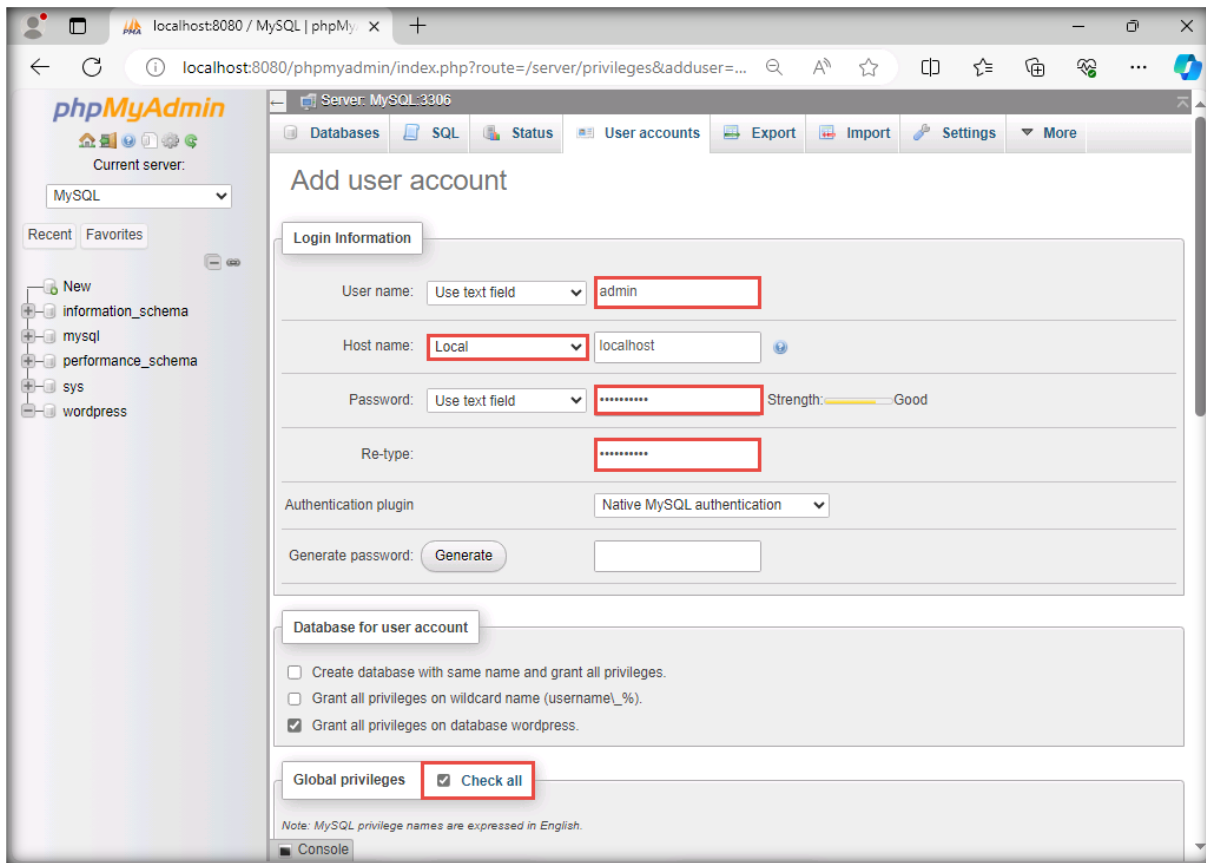 localhost:8080 / MySQL | phpMy
localhost:8080/phpmyadmin/index.php?route=/server/privileges&adduser=...
phpMyAdmin
Current server:
MySQL
Recent Favorites
New
information_schema
mysql
performance_schema
sys
wordpress
Server: MySQL:3306
Databases SQL Status User accounts Export Import Settings More
Add user account
Login Information
User name: Use text field admin
Host name: Local localhost
Password: Use text field •••••••••• Strength: Good
Re-type: ••••••••••
Authentication plugin Native MySQL authentication
Generate password: Generate
Database for user account
Create database with same name and grant all privileges.
Grant all privileges on wildcard name (username\_%).
Grant all privileges on database wordpress.
Global privileges Check all
Note: MySQL privilege names are expressed in English.
Console